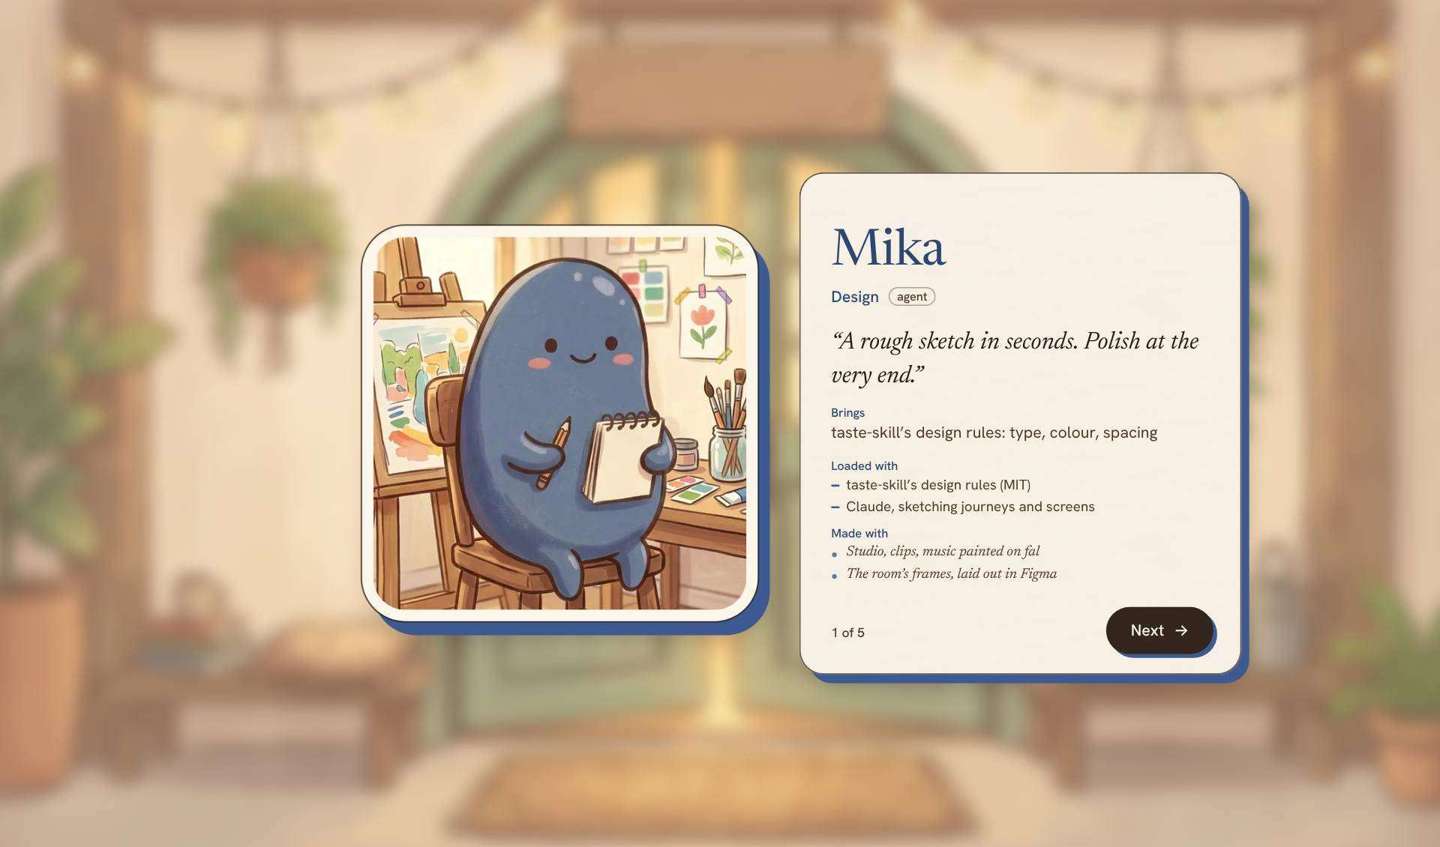 Mika
Design agent
“A rough sketch in seconds. Polish at the
very end.”
Brings
taste-skill’s design rules: type, colour, spacing
Loaded with
– taste-skill’s design rules (MIT)
– Claude, sketching journeys and screens
Made with
• Studio, clips, music painted on fal
• The room’s frames, laid out in Figma
1 of 5
Next →